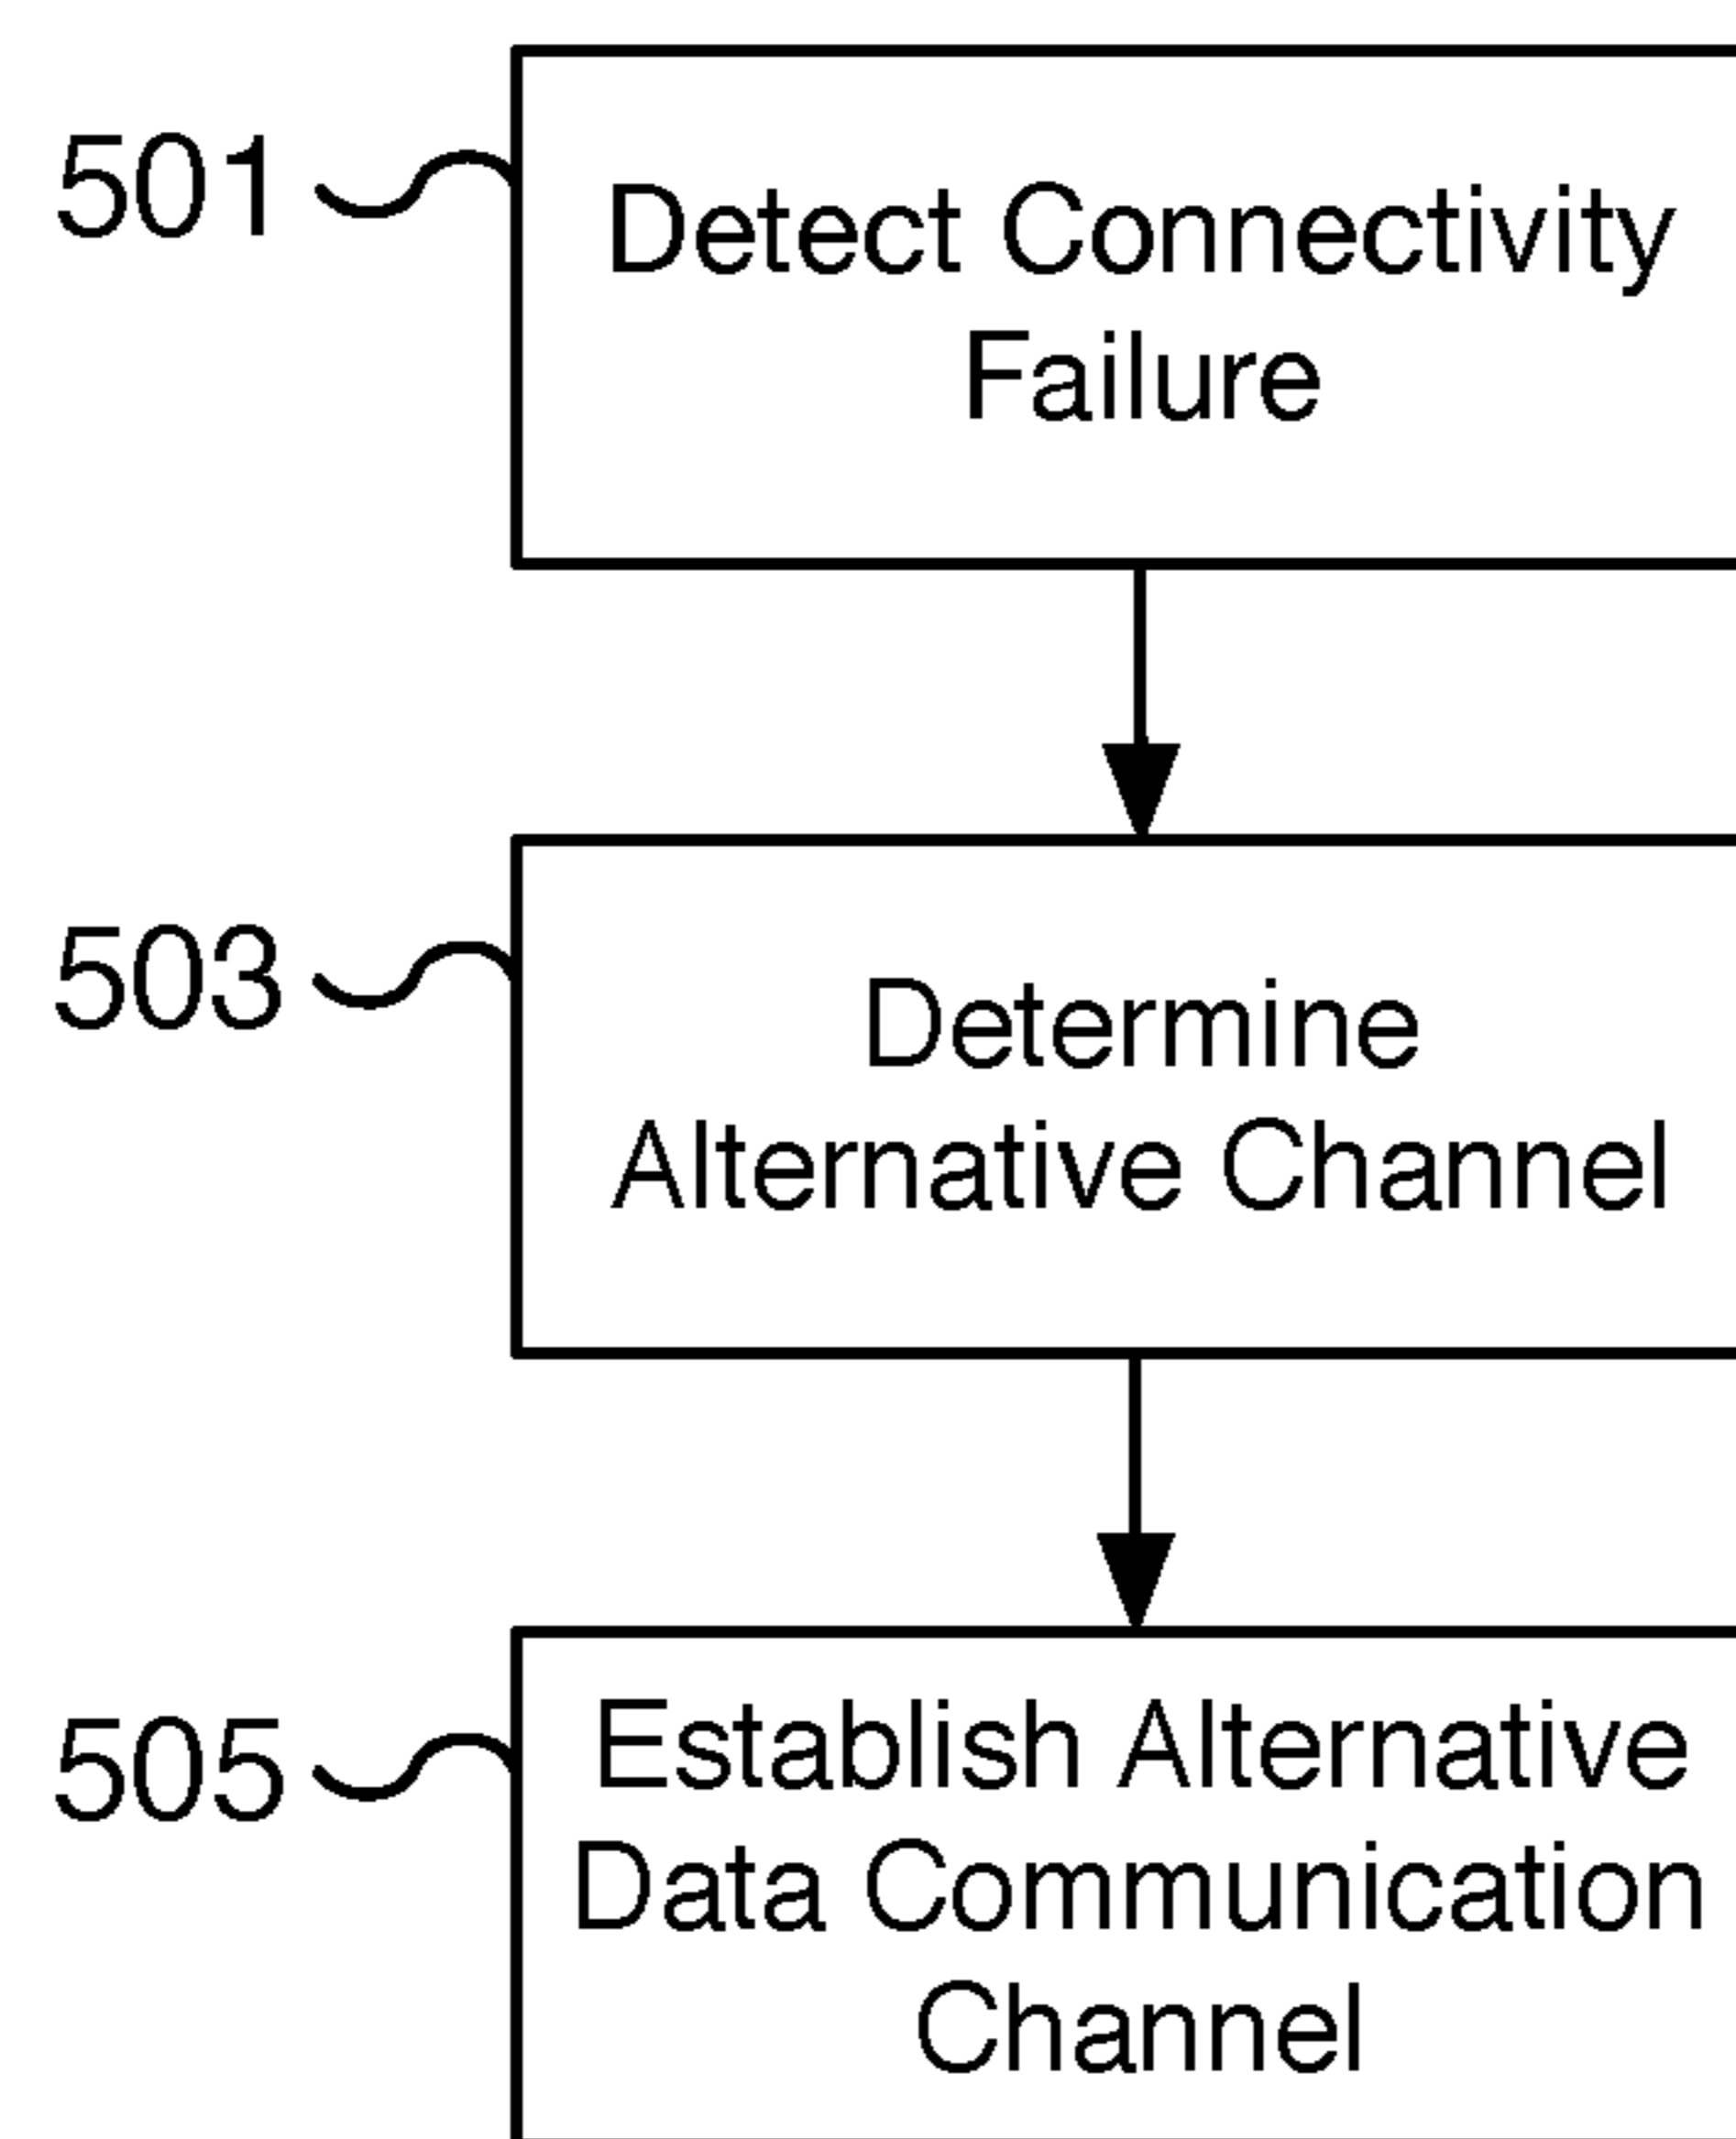 501
Detect Connectivity
Failure
503
Determine
Alternative Channel
505
Establish Alternative
Data Communication
Channel